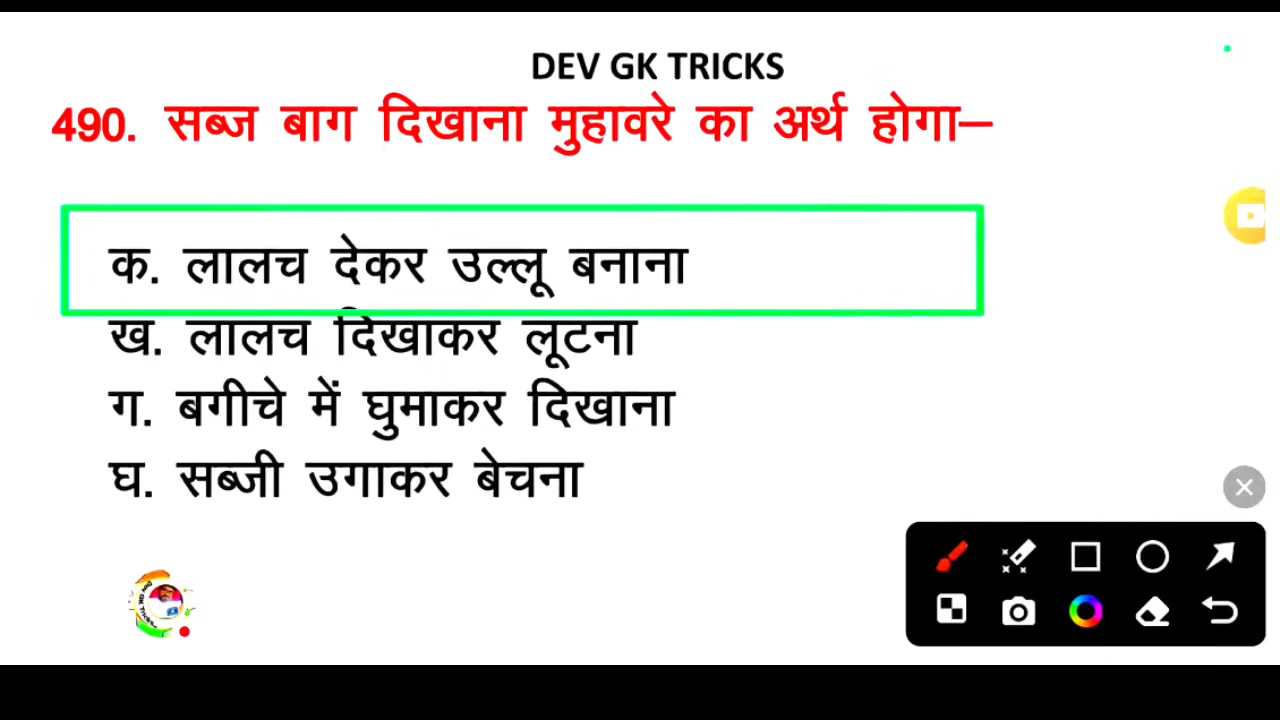 DEV GK TRICKS
490. सब्ज बाग दिखाना मुहावरे का अर्थ होगा–
क. लालच देकर उल्लू बनाना
ख. लालच दिखाकर लूटना
ग. बगीचे में घुमाकर दिखाना
घ. सब्जी उगाकर बेचना